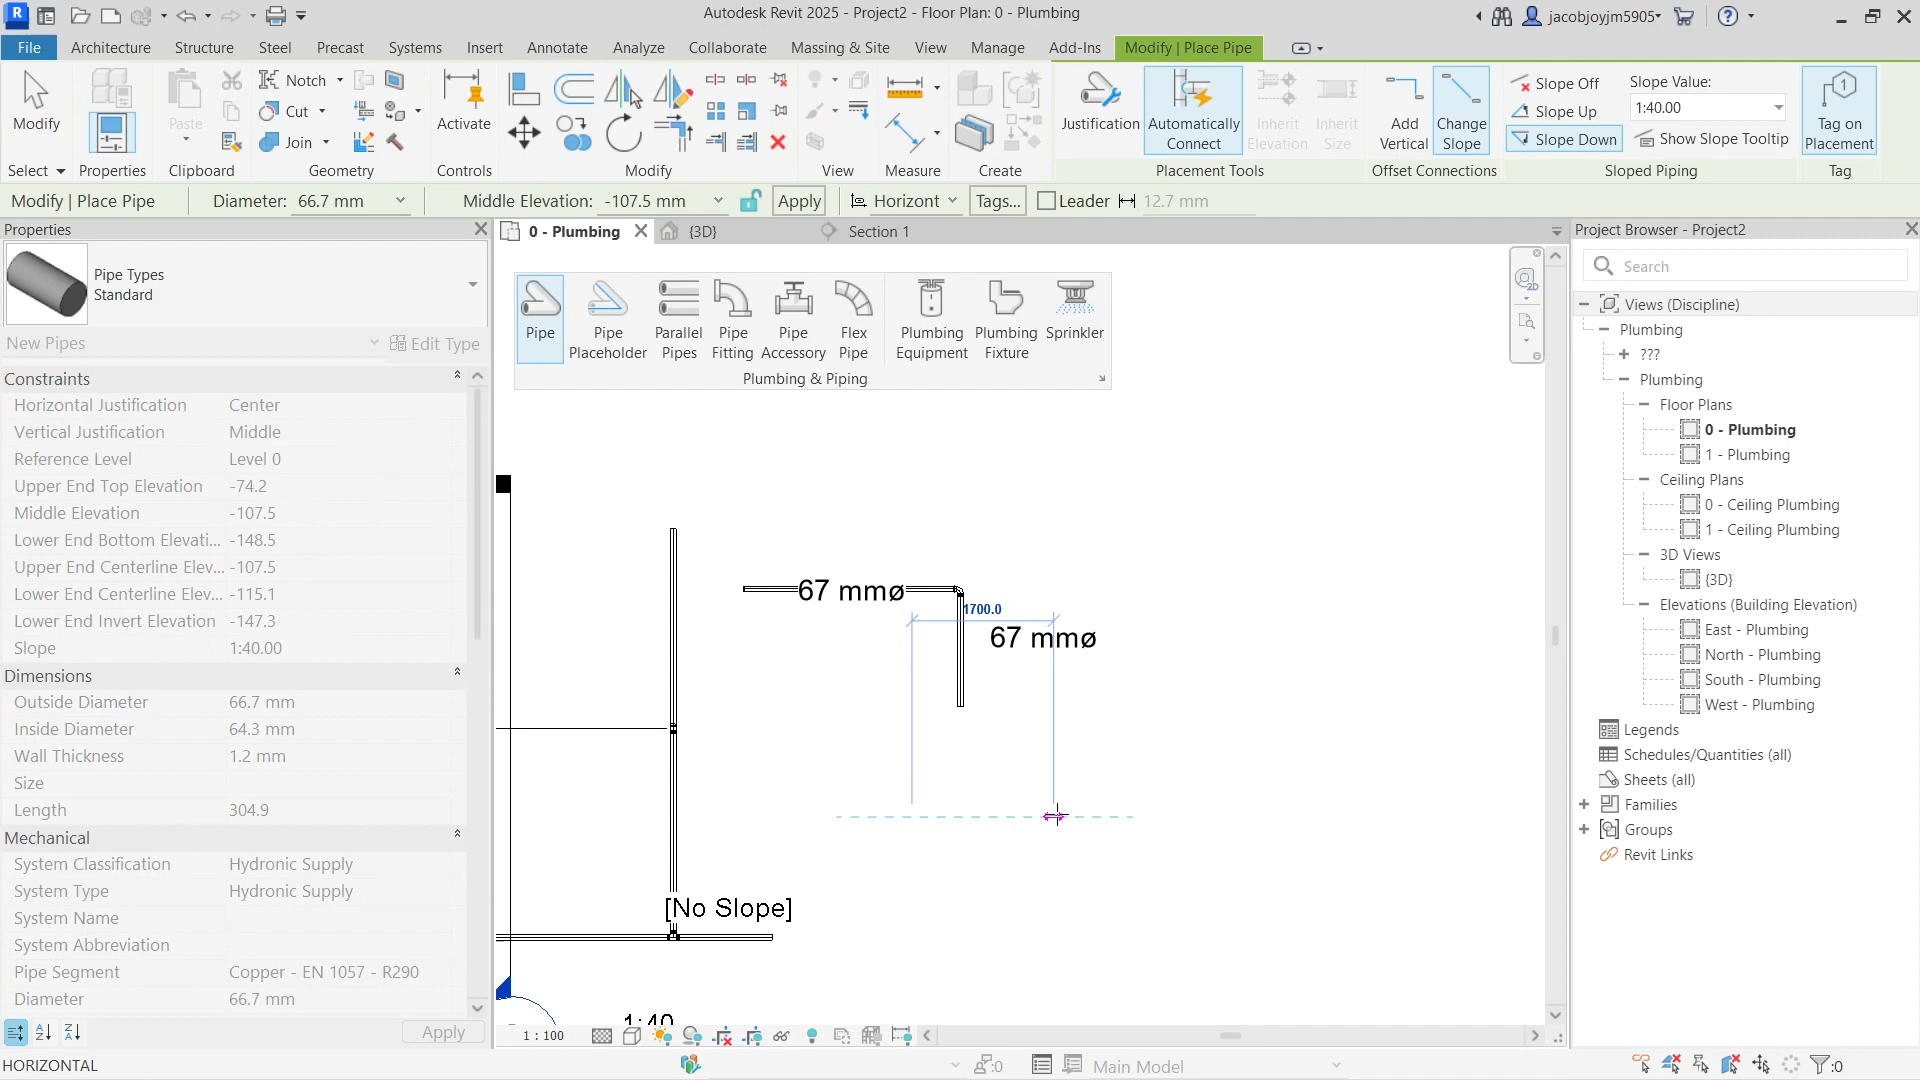 Autodesk Revit 2025 - Project2 - Floor Plan: 0 - Plumbing
jacobjoyjm5905
File Architecture Structure Steel Precast Systems Insert Annotate Analyze Collaborate Massing & Site View Manage Add-Ins Modify | Place Pipe
Modify
Select
Properties
Paste
Clipboard
Notch
Cut
Join
Geometry
Activate
Controls
Modify
View
Measure
Create
Justification
Automatically Connect
Inherit Elevation
Inherit Size
Placement Tools
Add Vertical
Change Slope
Offset Connections
Slope Off
Slope Up
Slope Down
Slope Value:
1:40.00
Show Slope Tooltip
Sloped Piping
Tag on Placement
Tag
Modify | Place Pipe
Diameter: 66.7 mm
Middle Elevation: -107.5 mm
Apply
Horizont
Tags...
Leader
12.7 mm
Properties
Pipe Types
Standard
New Pipes
Edit Type
Constraints
Horizontal Justification Center
Vertical Justification Middle
Reference Level Level 0
Upper End Top Elevation -74.2
Middle Elevation -107.5
Lower End Bottom Elevati... -148.5
Upper End Centerline Elev... -107.5
Lower End Centerline Elev... -115.1
Lower End Invert Elevation -147.3
Slope 1:40.00
Dimensions
Outside Diameter 66.7 mm
Inside Diameter 64.3 mm
Wall Thickness 1.2 mm
Size
Length 304.9
Mechanical
System Classification Hydronic Supply
System Type Hydronic Supply
System Name
System Abbreviation
Pipe Segment Copper - EN 1057 - R290
Diameter 66.7 mm
Apply
HORIZONTAL
0 - Plumbing
{3D}
Section 1
Pipe
Pipe Placeholder
Parallel Pipes
Pipe Fitting
Pipe Accessory
Flex Pipe
Plumbing Equipment
Plumbing Fixture
Sprinkler
Plumbing & Piping
67 mmø
1700.0
67 mmø
[No Slope]
1:40
2D
1 : 100
:0
Main Model
:0
Project Browser - Project2
Search
Views (Discipline)
Plumbing
???
Plumbing
Floor Plans
0 - Plumbing
1 - Plumbing
Ceiling Plans
0 - Ceiling Plumbing
1 - Ceiling Plumbing
3D Views
{3D}
Elevations (Building Elevation)
East - Plumbing
North - Plumbing
South - Plumbing
West - Plumbing
Legends
Schedules/Quantities (all)
Sheets (all)
Families
Groups
Revit Links